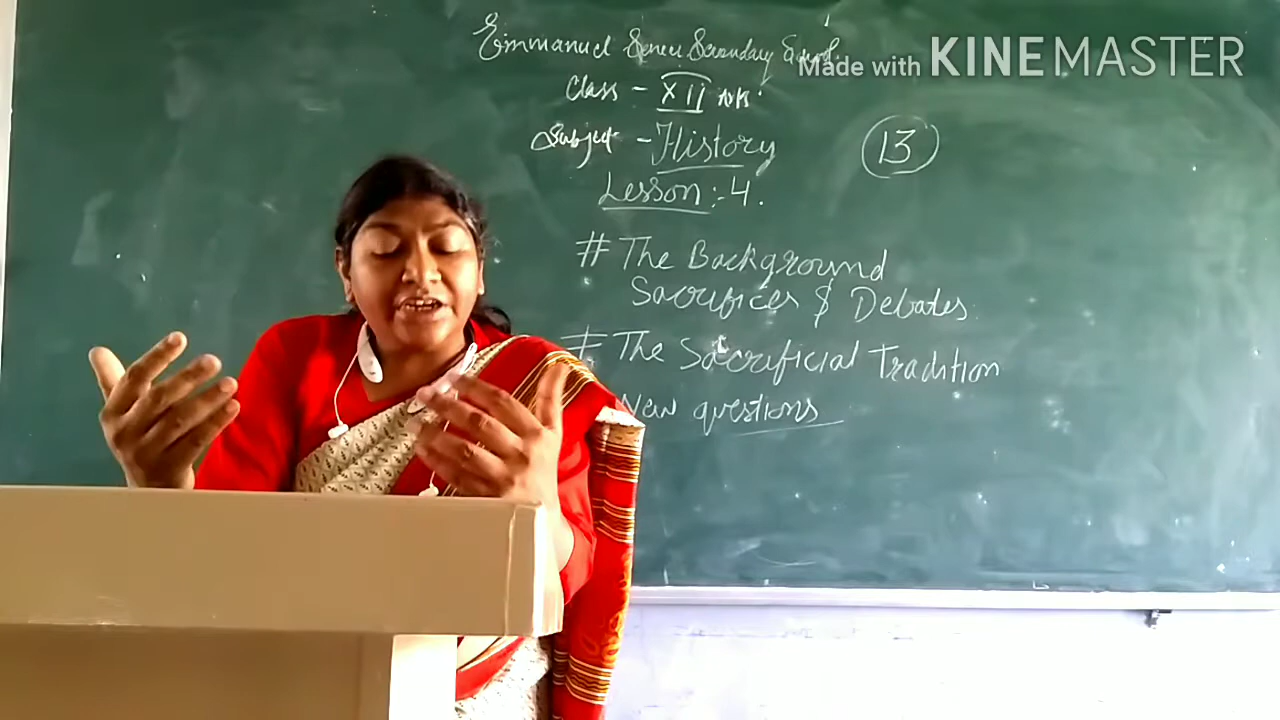 Emmanuel Senior Secondary School.
Made with KINEMASTER
Class - XII Arts
Subject - History
13
Lesson :- 4.
# The Background
Sacrifices & Debates.
# The Sacrificial Tradition
New questions